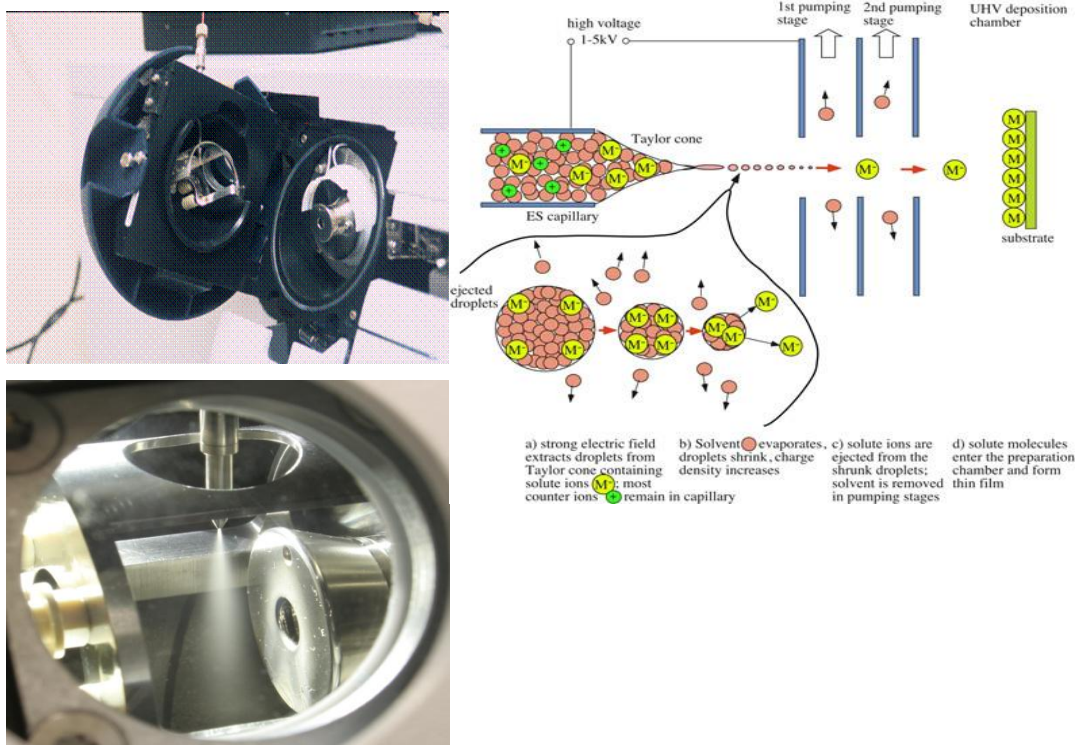 1st pumping
stage
2nd pumping
stage
UHV deposition
chamber
high voltage
1-5kV
Taylor cone
+
+
+
+
M-
M-
M-
M-
M-
M-
M-
ES capillary
M
M
M
M
M
M
substrate
ejected
droplets
M-
M-
M-
M-
M-
M-
M-
M-
M-
M-
M-
M-
a) strong electric field
extracts droplets from
Taylor cone containing
solute ions M-; most
counter ions + remain in capillary
b) Solvent evaporates,
droplets shrink, charge
density increases
c) solute ions are
ejected from the
shrunk droplets;
solvent is removed
in pumping stages
d) solute molecules
enter the preparation
chamber and form
thin film